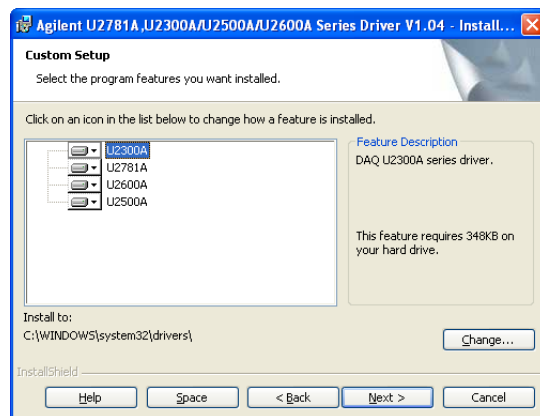 Agilent U2781A,U2300A/U2500A/U2600A Series Driver V1.04 - Install...
Custom Setup
Select the program features you want installed.
Click on an icon in the list below to change how a feature is installed.
U2300A
U2781A
U2600A
U2500A
Feature Description
DAQ U2300A series driver.
This feature requires 348KB on
your hard drive.
Install to:
C:\WINDOWS\system32\drivers\
Change...
InstallShield
Help
Space
< Back
Next >
Cancel